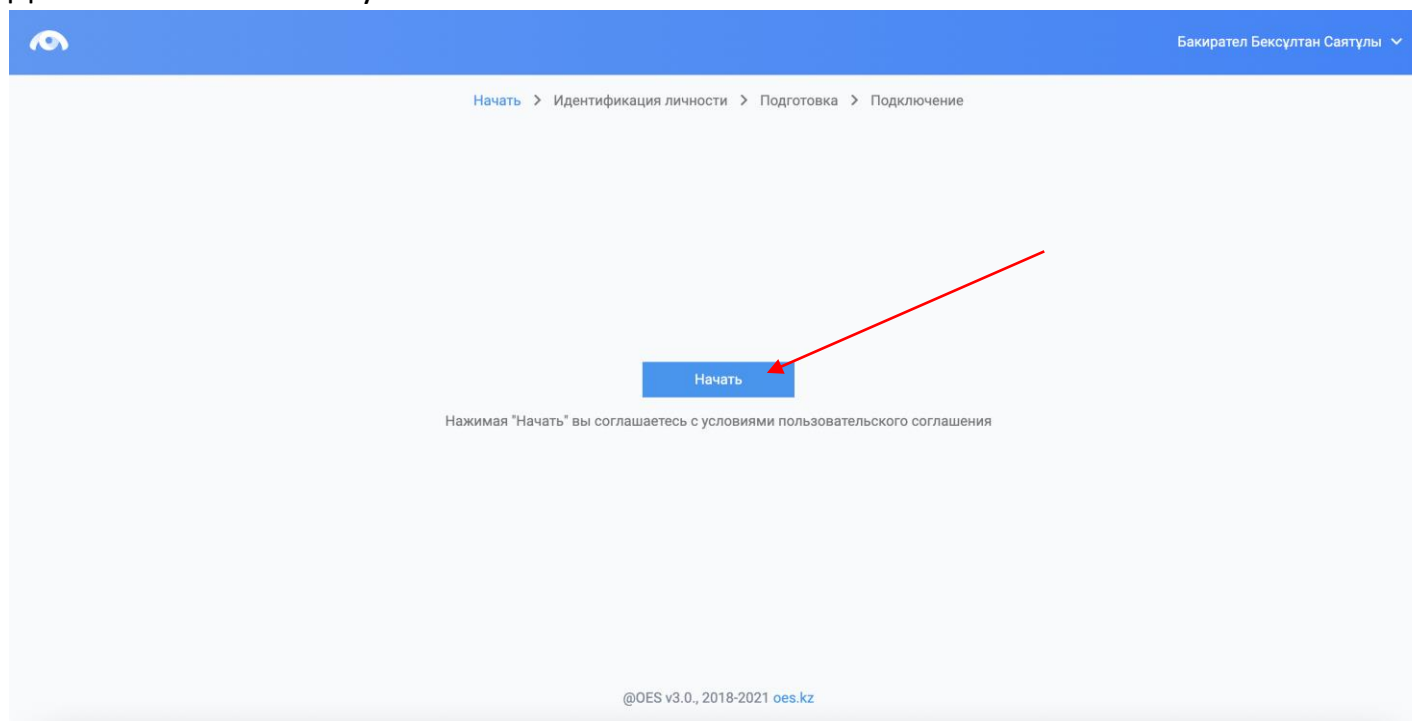 Бакирател Бексұлтан Саятұлы
Начать > Идентификация личности > Подготовка > Подключение
Начать
Нажимая "Начать" вы соглашаетесь с условиями пользовательского соглашения
@OES v3.0., 2018-2021 oes.kz